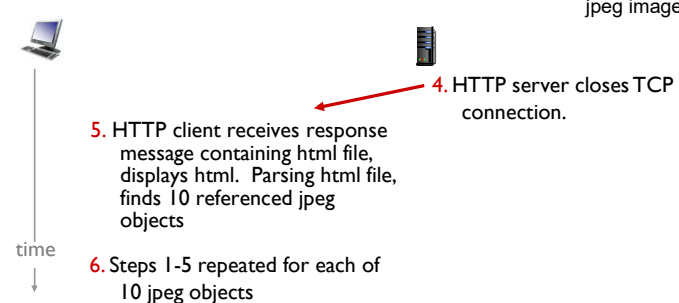 jpeg image
4. HTTP server closes TCP
connection.
5. HTTP client receives response
message containing html file,
displays html. Parsing html file,
finds 10 referenced jpeg
objects
time
6. Steps 1-5 repeated for each of
10 jpeg objects